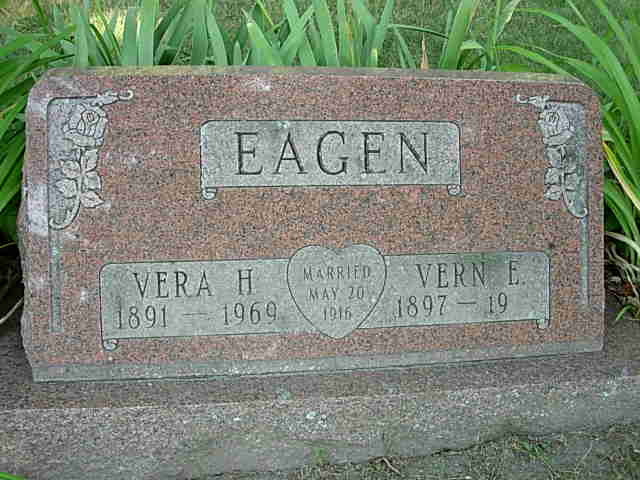 EAGEN
VERA H
1891 — 1969
MARRIED
MAY 20
1916
VERN E.
1897 — 19